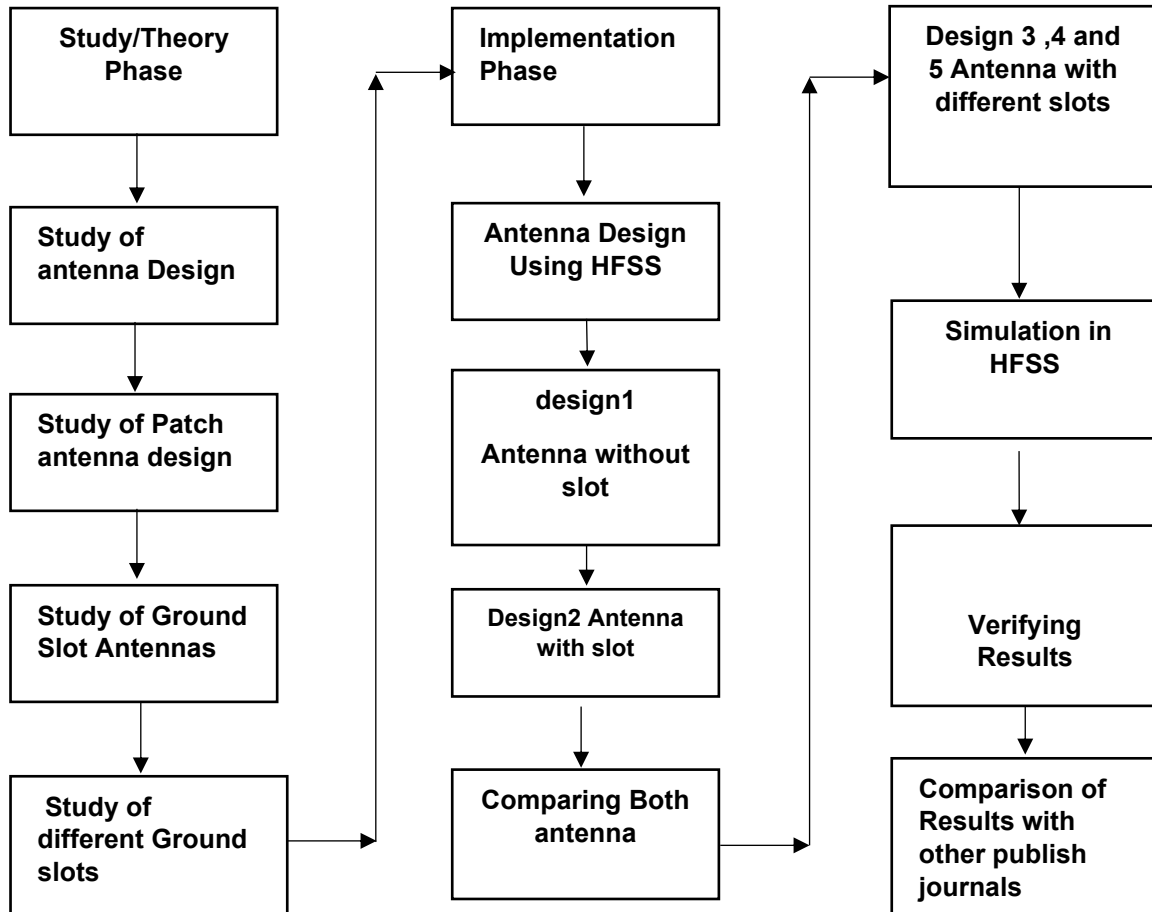 Study/Theory
Phase
Study of
antenna Design
Study of Patch
antenna design
Study of Ground
Slot Antennas
Study of
different Ground
slots
Implementation
Phase
Antenna Design
Using HFSS
design1
Antenna without
slot
Design2 Antenna
with slot
Comparing Both
antenna
Design 3 ,4 and
5 Antenna with
different slots
Simulation in
HFSS
Verifying
Results
Comparison of
Results with
other publish
journals